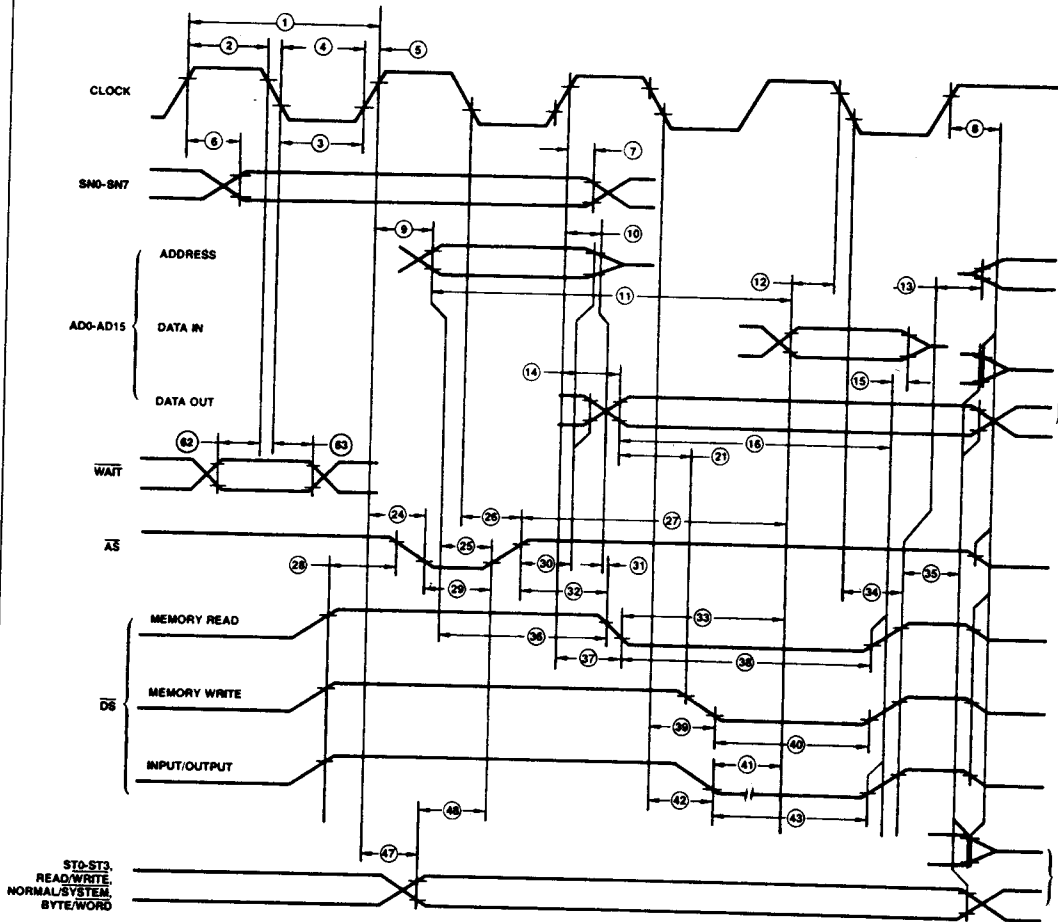 ①
② ④ ⑤
CLOCK
⑥ ③ ⑧
⑦
SN0-SN7
⑨ ⑩
ADDRESS
⑫ ⑬
⑪
AD0-AD15 DATA IN
⑭ ⑮
DATA OUT
62 63 ⑯
21
WAIT
24 26 27
AS
28 25 30 31 35
29 32 34
MEMORY READ 33
36
37 38
MEMORY WRITE
DS
39 40
INPUT/OUTPUT 41
42 43
48
47
ST0-ST3,
READ/WRITE,
NORMAL/SYSTEM,
BYTE/WORD